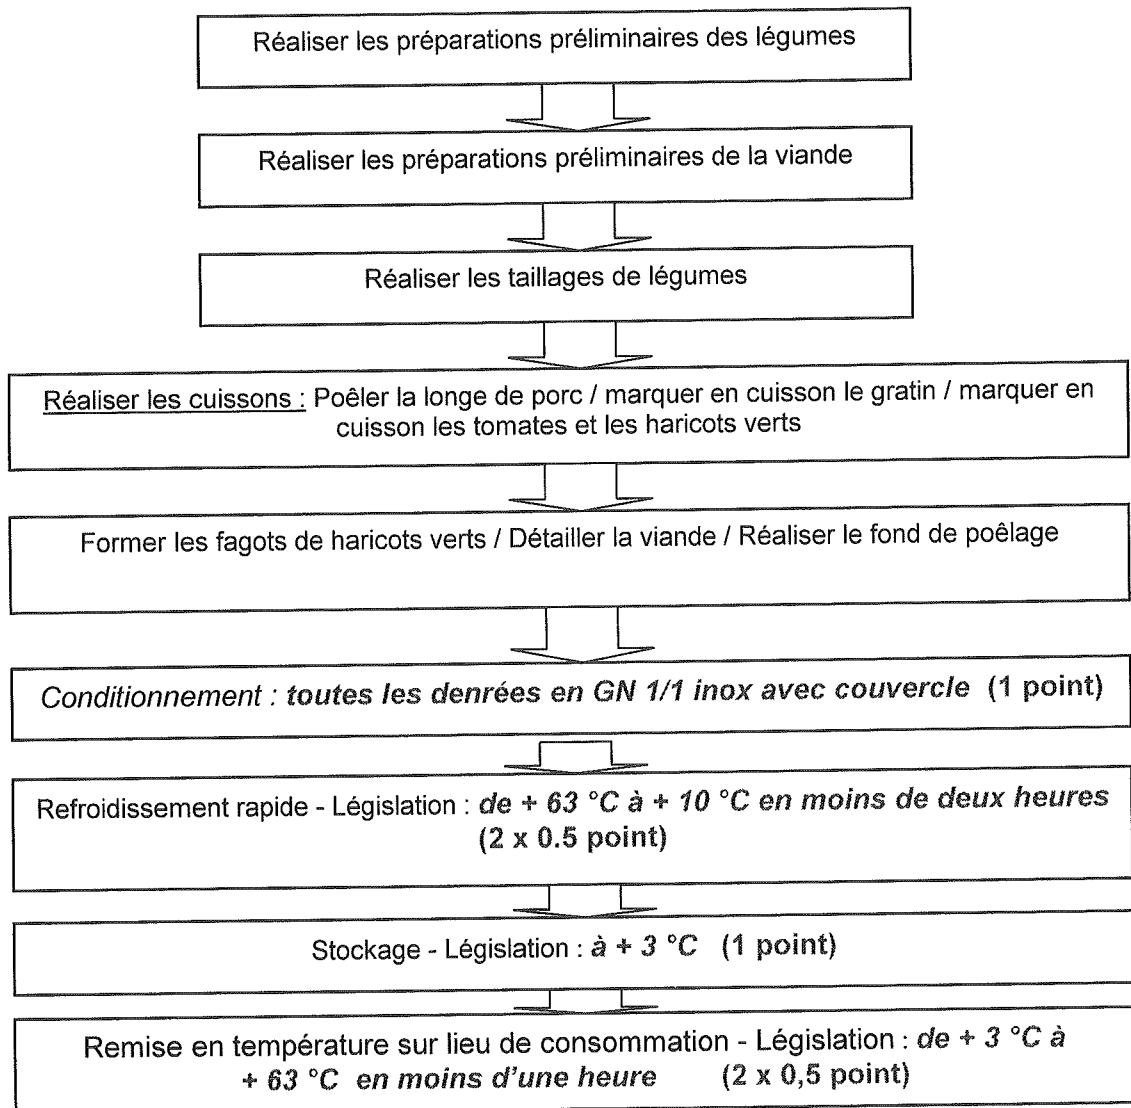 Réaliser les préparations préliminaires des légumes
Réaliser les préparations préliminaires de la viande
Réaliser les taillages de légumes
Réaliser les cuissons : Poêler la longe de porc / marquer en cuisson le gratin / marquer en
cuisson les tomates et les haricots verts
Former les fagots de haricots verts / Détailler la viande / Réaliser le fond de poêlage
Conditionnement : toutes les denrées en GN 1/1 inox avec couvercle (1 point)
Refroidissement rapide - Législation : de + 63 °C à + 10 °C en moins de deux heures
(2 x 0.5 point)
Stockage - Législation : à + 3 °C (1 point)
Remise en température sur lieu de consommation - Législation : de + 3 °C à
+ 63 °C en moins d'une heure (2 x 0,5 point)